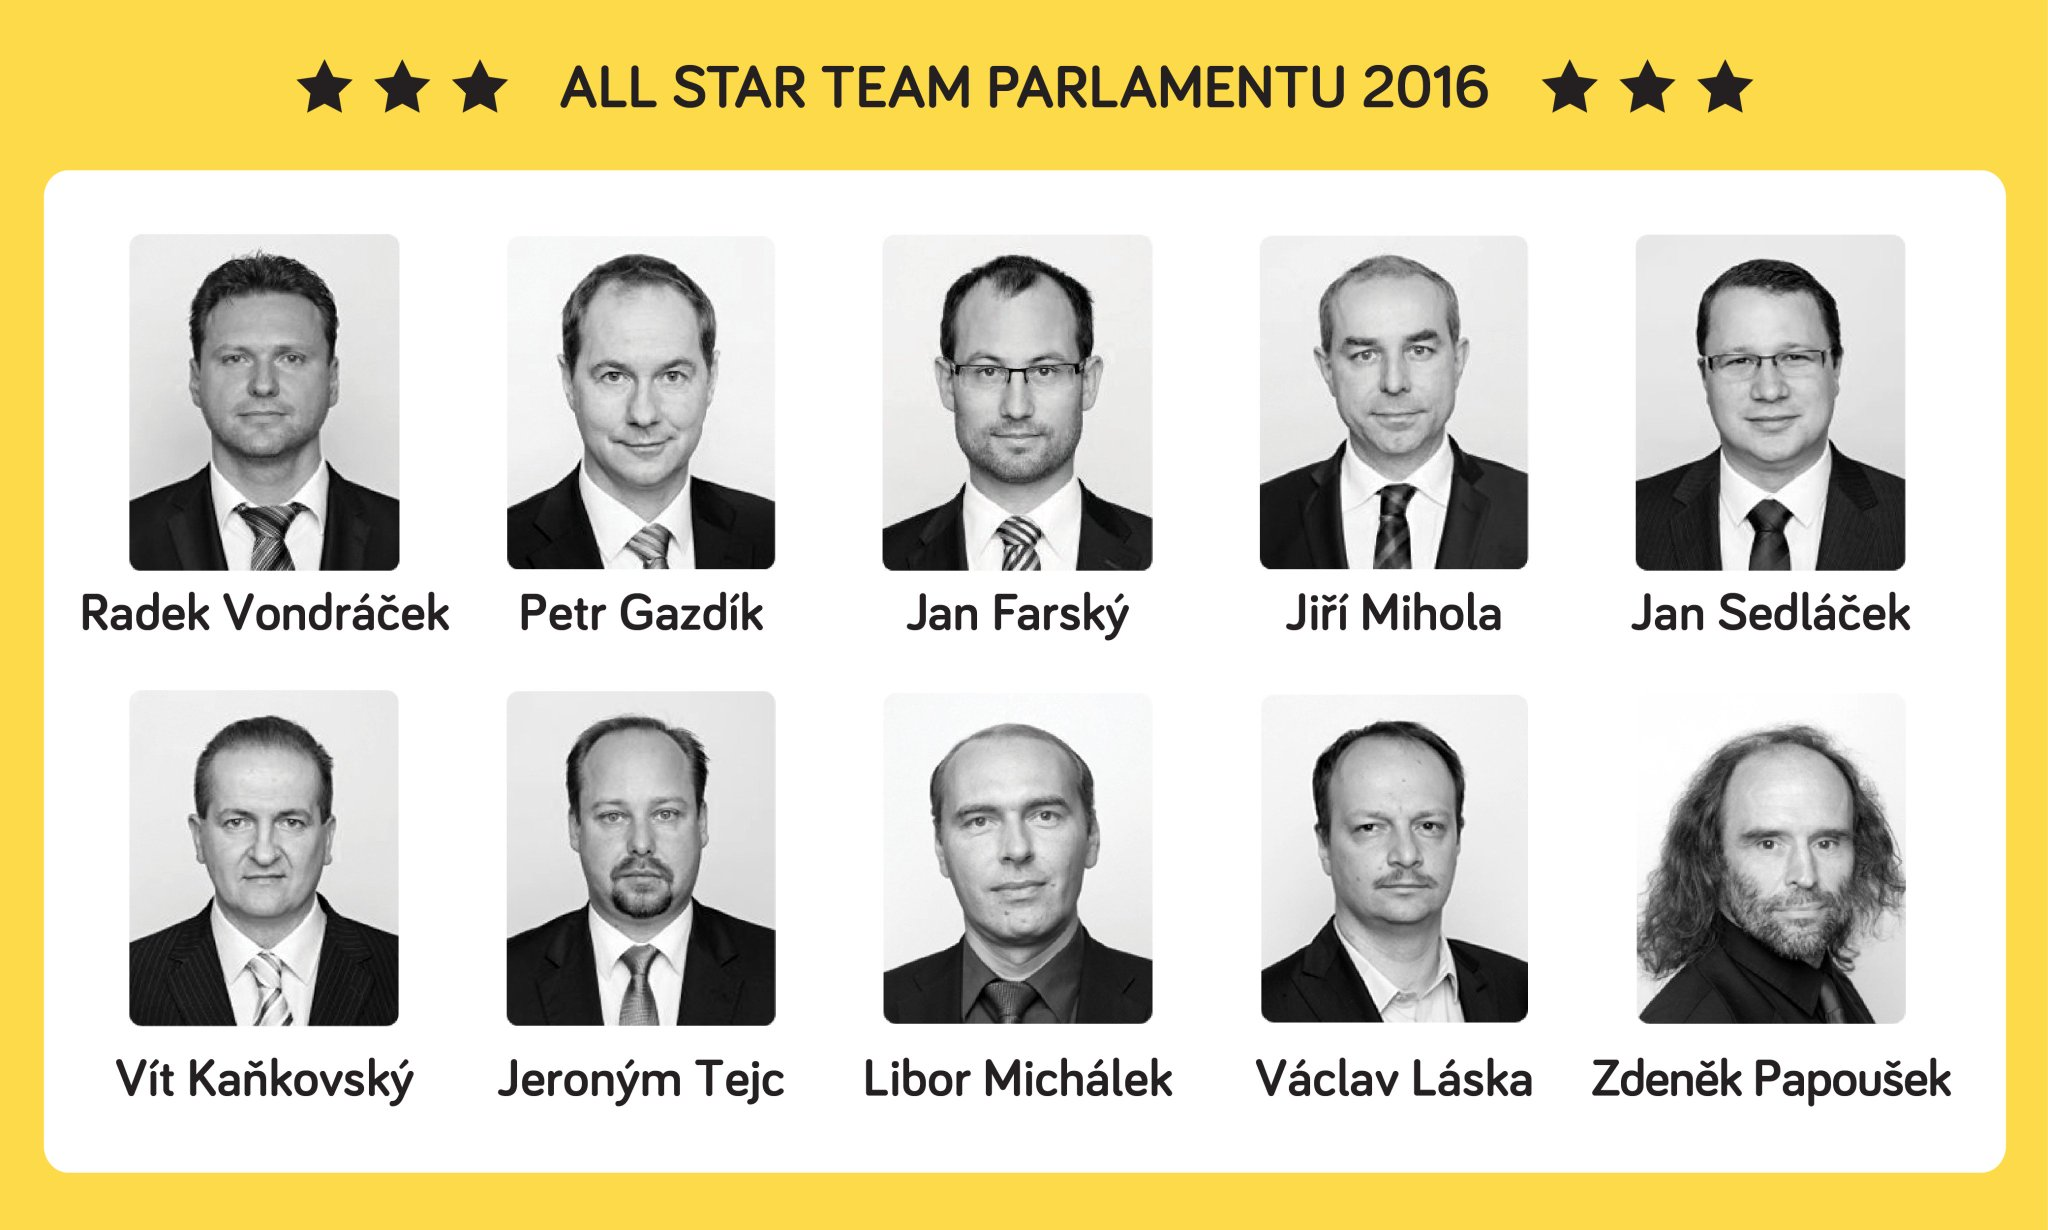 ALL STAR TEAM PARLAMENTU 2016
Radek Vondráček
Petr Gazdík
Jan Farský
Jiří Mihola
Jan Sedláček
Vít Kaňkovský
Jeroným Tejc
Libor Michálek
Václav Láska
Zdeněk Papoušek